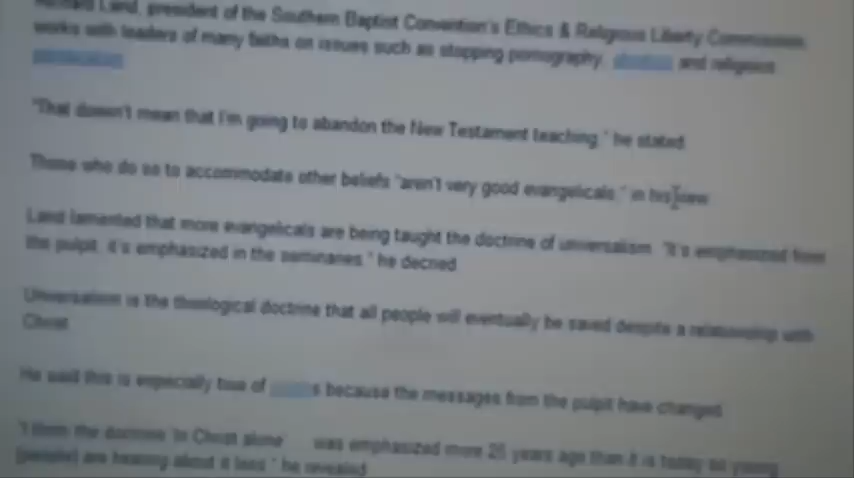 Land, president of the Southern Baptist Convention's Ethics & Religious Liberty Commission,
works with leaders of many faiths on issues such as stopping pornography, and religious
"That doesn't mean that I'm going to abandon the New Testament teaching," he stated.
Those who do so to accommodate other beliefs "aren't very good evangelicals," in his view.
Land lamented that more evangelicals are being taught the doctrine of universalism. "It's emphasized from
the pulpit, it's emphasized in the seminaries," he decried.
Universalism is the theological doctrine that all people will eventually be saved despite a relationship with
Christ.
He said this is especially true of because the messages from the pulpit have changed.
"I think the doctrine 'in Christ alone' was emphasized more 25 years ago than it is today so young
[people] are hearing about it less," he revealed.